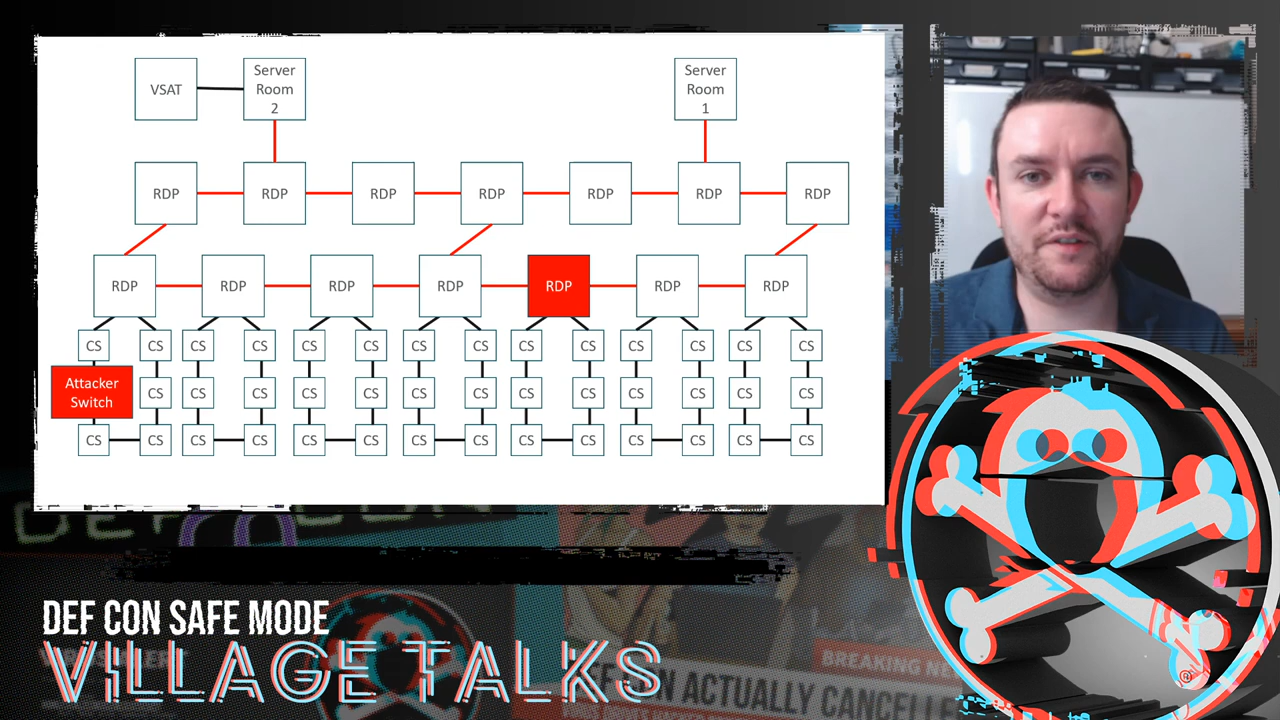 VSAT
Server
Room
2
Server
Room
1
RDP RDP RDP RDP RDP RDP RDP
RDP RDP RDP RDP RDP RDP RDP
CS CS CS CS CS CS CS CS CS CS CS CS CS CS
Attacker
Switch
CS CS CS CS CS CS CS CS CS CS CS CS CS
CS CS CS CS CS CS CS CS CS CS CS CS CS CS
DEF CON
DEF CON SAFE MODE
VILLAGE TALKS
BREAKING
CON ACTUALLY
®